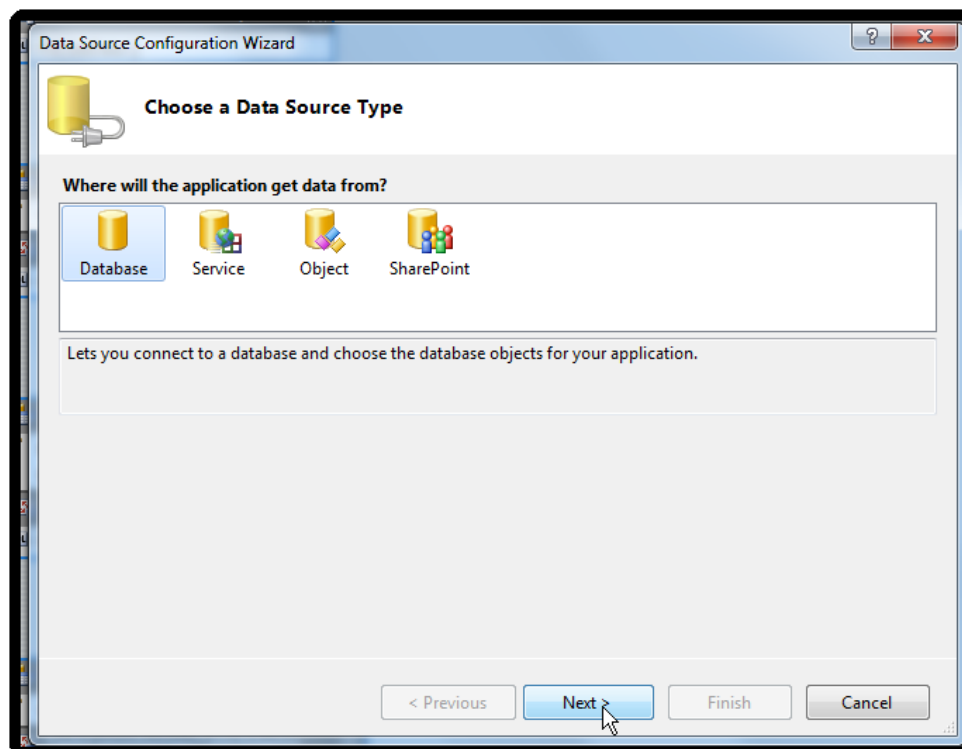 Data Source Configuration Wizard
?
Choose a Data Source Type
Where will the application get data from?
Database Service Object SharePoint
Lets you connect to a database and choose the database objects for your application.
< Previous Next > Finish Cancel